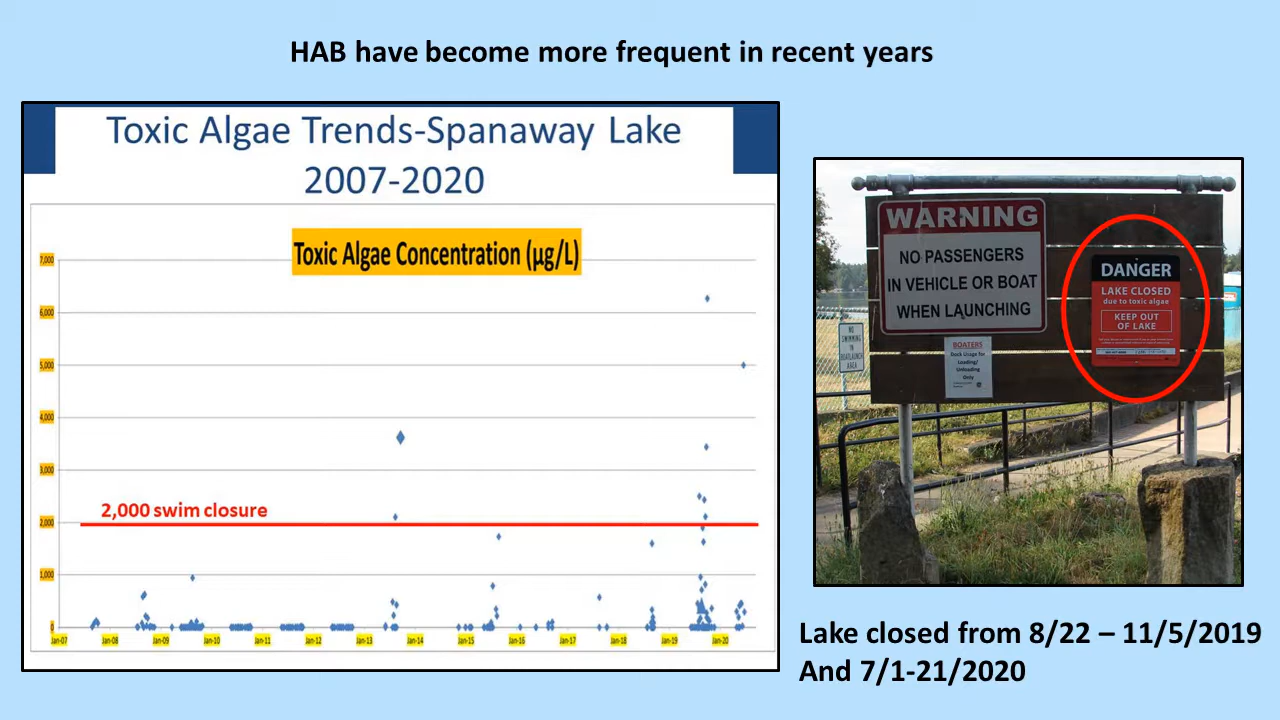 HAB have become more frequent in recent years
Toxic Algae Trends-Spanaway Lake
2007-2020
Toxic Algae Concentration (µg/L)
7,000
6,000
5,000
4,000
3,000
2,000 swim closure
2,000
1,000
0
Jan-07 Jan-08 Jan-09 Jan-10 Jan-11 Jan-12 Jan-13 Jan-14 Jan-15 Jan-16 Jan-17 Jan-18 Jan-19 Jan-20
WARNING
NO PASSENGERS
IN VEHICLE OR BOAT
WHEN LAUNCHING
DANGER
LAKE CLOSED
due to toxic algae
KEEP OUT
OF LAKE
NO
SWIMMING
IN
BOATLAUNCH
AREA
BOATERS
Dock Usage for
Loading/
Unloading
Only
Lake closed from 8/22 – 11/5/2019
And 7/1-21/2020